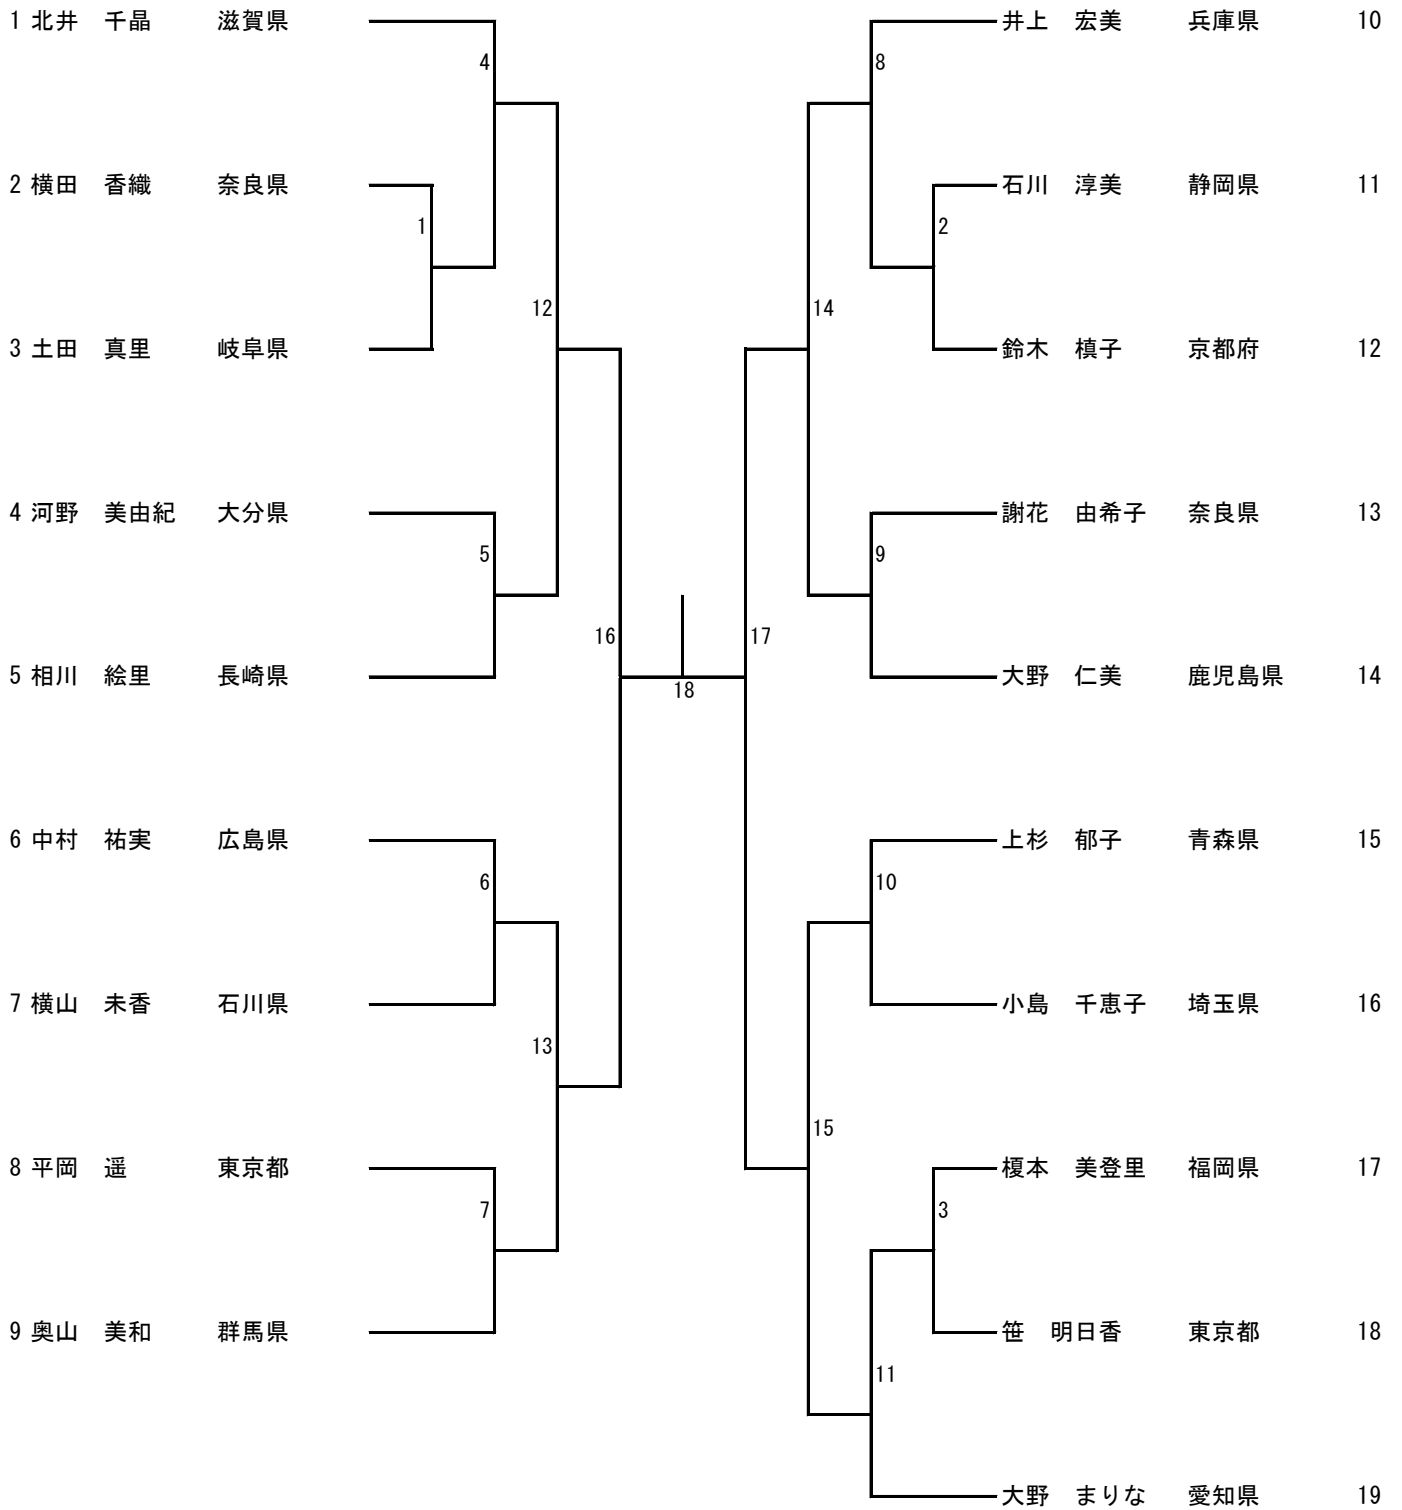 1 北井　千晶　滋賀県
4
2 横田　香織　奈良県
1
3 土田　真里　岐阜県
12
4 河野　美由紀　大分県
5
5 相川　絵里　長崎県
16
18
6 中村　祐実　広島県
6
7 横山　未香　石川県
13
8 平岡　遥　東京都
7
9 奥山　美和　群馬県
井上　宏美　兵庫県　10
8
石川　淳美　静岡県　11
2
鈴木　槙子　京都府　12
14
謝花　由希子　奈良県　13
9
大野　仁美　鹿児島県　14
17
上杉　郁子　青森県　15
10
小島　千恵子　埼玉県　16
15
榎本　美登里　福岡県　17
3
笹　明日香　東京都　18
11
大野　まりな　愛知県　19